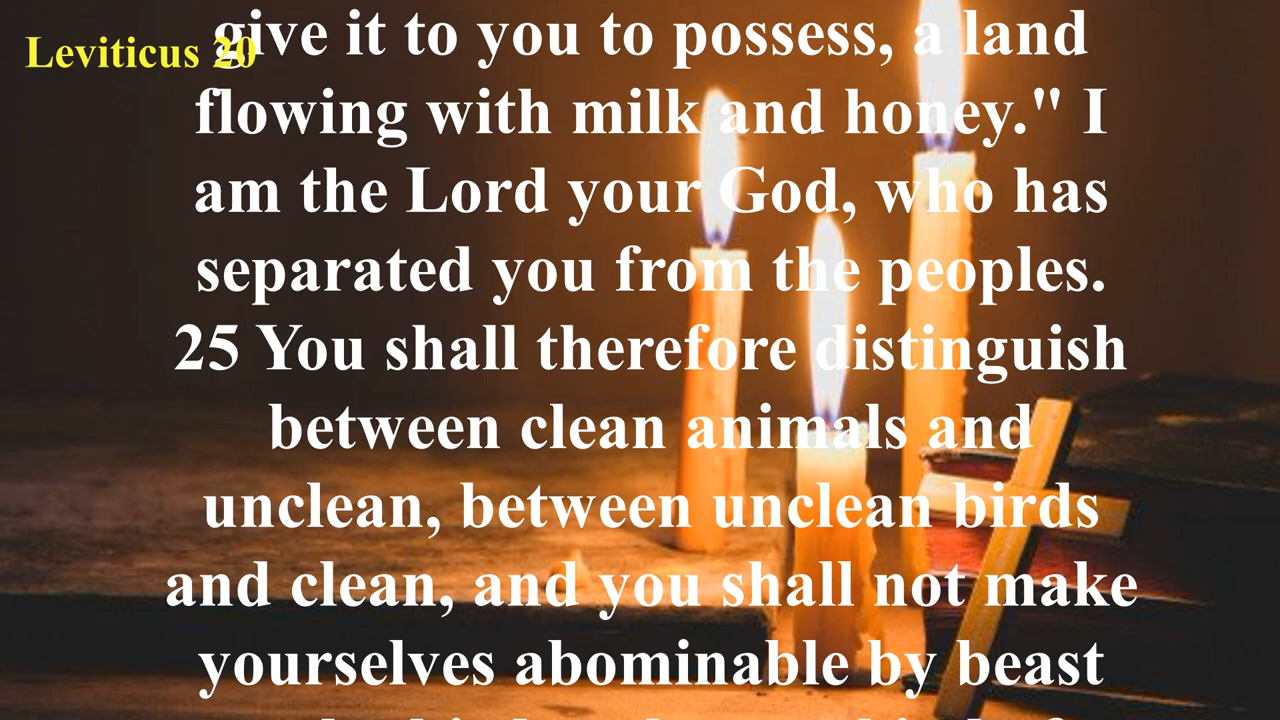 Leviticus 20
give it to you to possess, a land
flowing with milk and honey." I
am the Lord your God, who has
separated you from the peoples.
25 You shall therefore distinguish
between clean animals and
unclean, between unclean birds
and clean, and you shall not make
yourselves abominable by beast